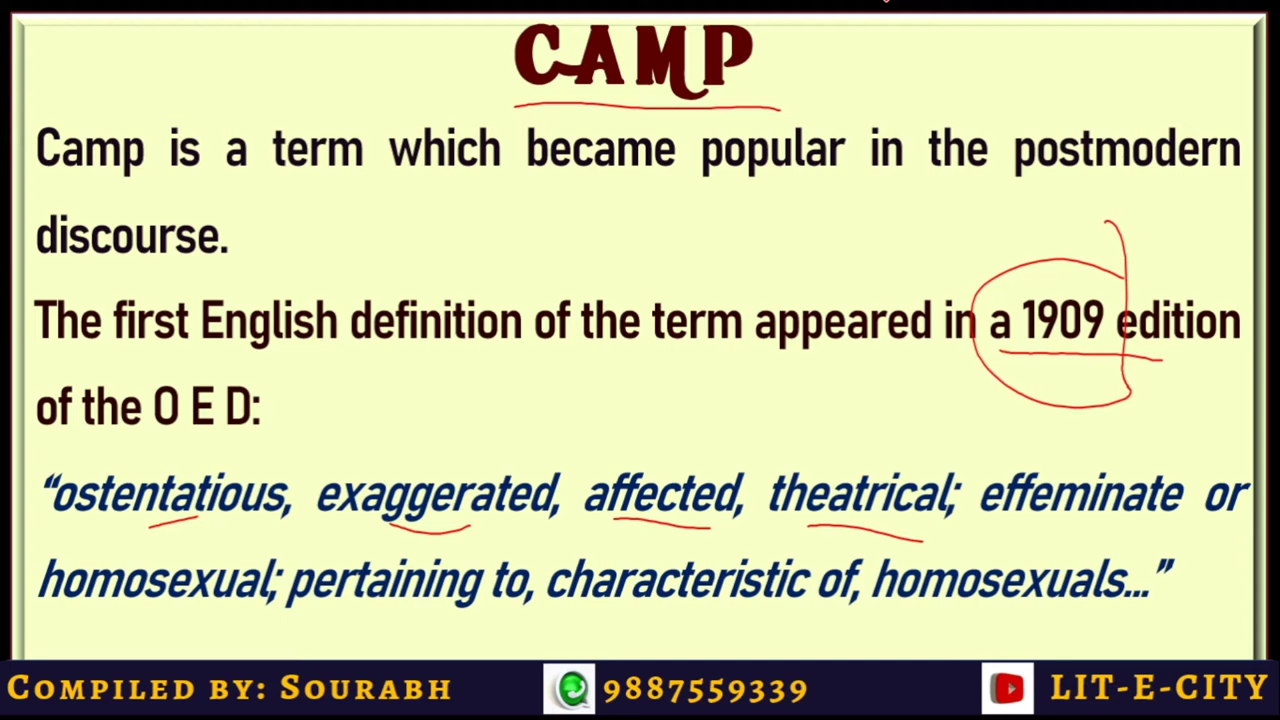 CAMP
Camp is a term which became popular in the postmodern
discourse.
The first English definition of the term appeared in a 1909 edition
of the O E D:
“ostentatious, exaggerated, affected, theatrical; effeminate or
homosexual; pertaining to, characteristic of, homosexuals...”
COMPILED BY: SOURABH 9887559339 LIT-E-CITY